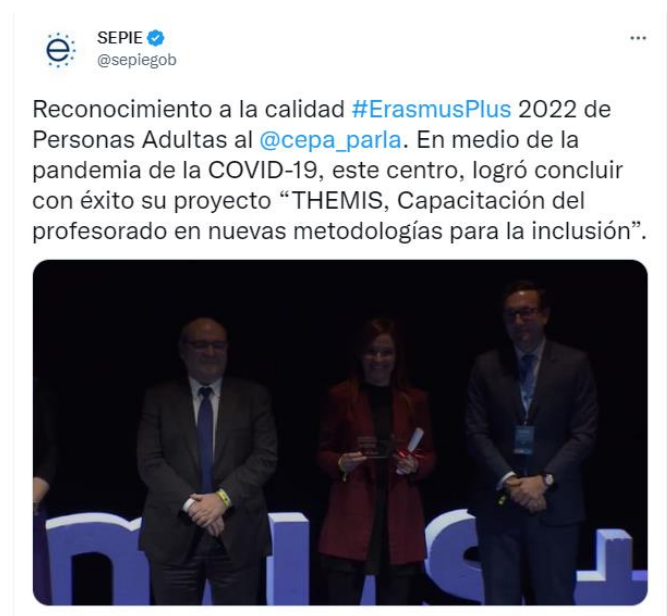 SEPIE
@sepiegob
Reconocimiento a la calidad #ErasmusPlus 2022 de
Personas Adultas al @cepa_parla. En medio de la
pandemia de la COVID-19, este centro, logró concluir
con éxito su proyecto “THEMIS, Capacitación del
profesorado en nuevas metodologías para la inclusión”.
mus+